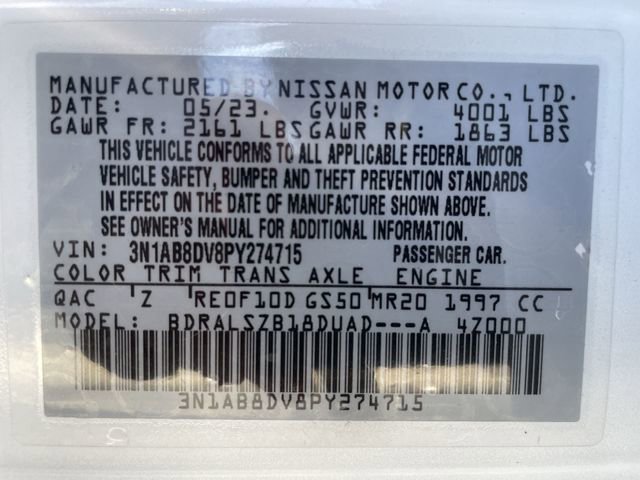 MANUFACTURED BY NISSAN MOTOR CO., LTD.
DATE: 05/23. GVWR: 4001 LBS
GAWR FR: 2161 LBS GAWR RR: 1863 LBS
THIS VEHICLE CONFORMS TO ALL APPLICABLE FEDERAL MOTOR
VEHICLE SAFETY, BUMPER AND THEFT PREVENTION STANDARDS
IN EFFECT ON THE DATE OF MANUFACTURE SHOWN ABOVE.
SEE OWNER'S MANUAL FOR ADDITIONAL INFORMATION.
VIN: 3N1AB8DV8PY274715 PASSENGER CAR.
COLOR TRIM TRANS AXLE ENGINE
QAC Z RE0F10D GS50 MR20 1997 CC
MODEL: BDRALSZB18DUAD---A 4Z000
3N1AB8DV8PY274715